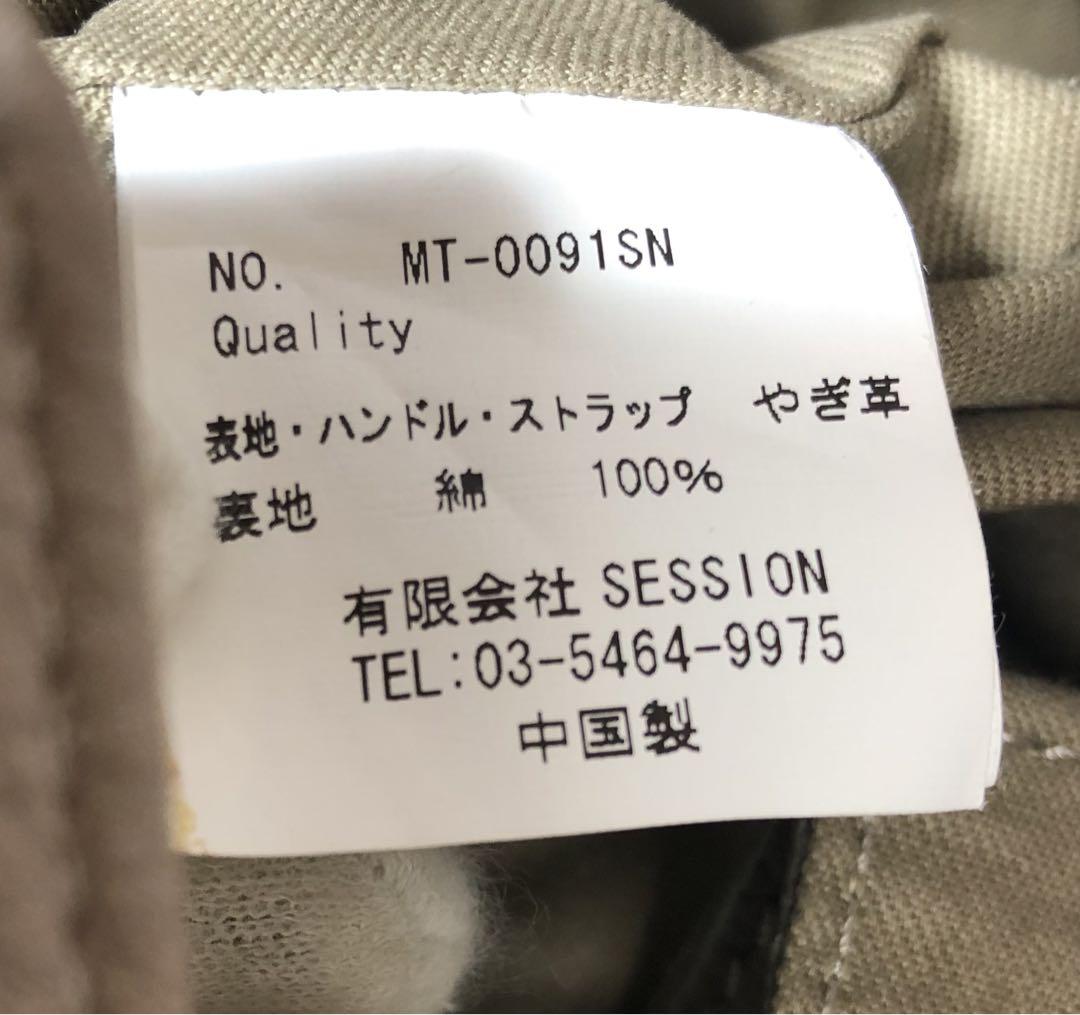 NO. MT-0091SN
Quality
表地・ハンドル・ストラップ やぎ革
裏地 綿 100%
有限会社 SESSION
TEL:03-5464-9975
中国製